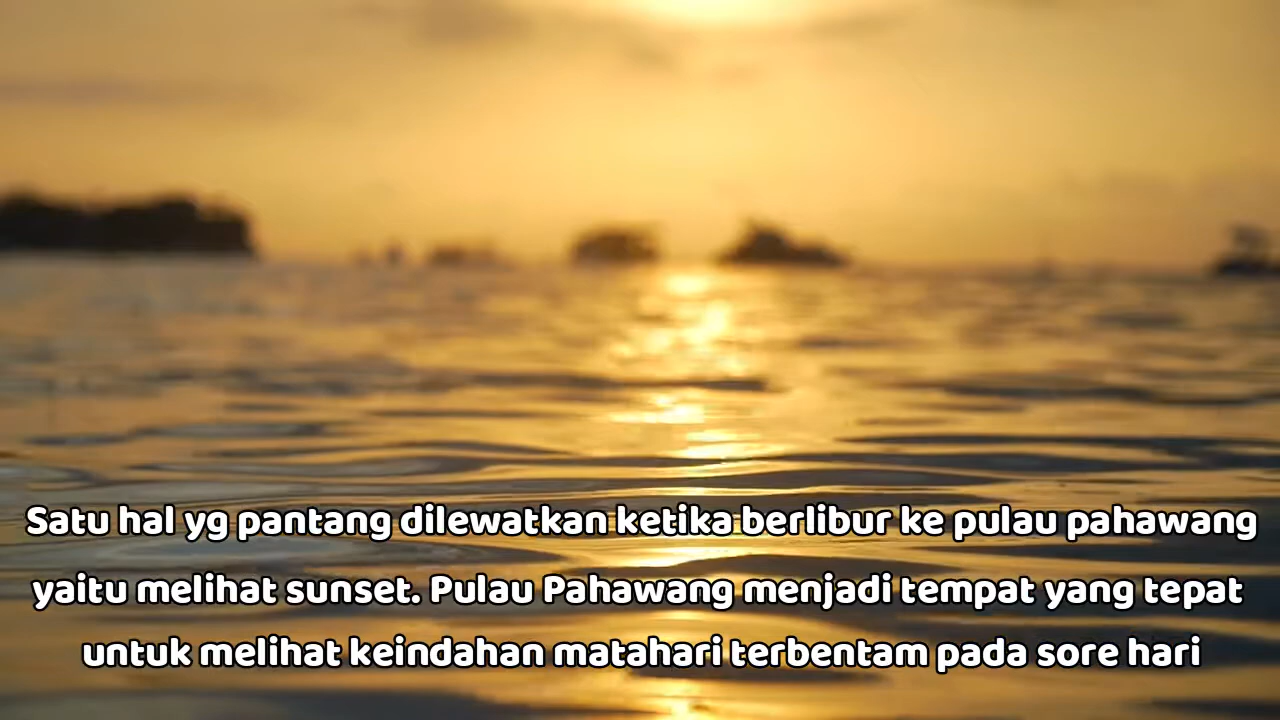 Satu hal yg pantang dilewatkan ketika berlibur ke pulau pahawang
yaitu melihat sunset. Pulau Pahawang menjadi tempat yang tepat
untuk melihat keindahan matahari terbentam pada sore hari